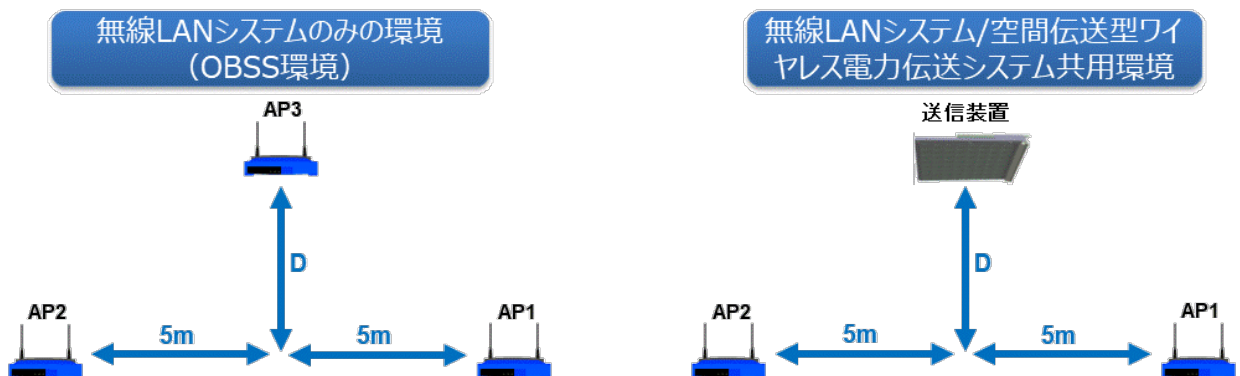 無線LANシステムのみの環境
（OBSS環境）
AP3
D
AP2
5m
5m
AP1
無線LANシステム/空間伝送型ワイ
ヤレス電力伝送システム共用環境
送信装置
D
AP2
5m
5m
AP1